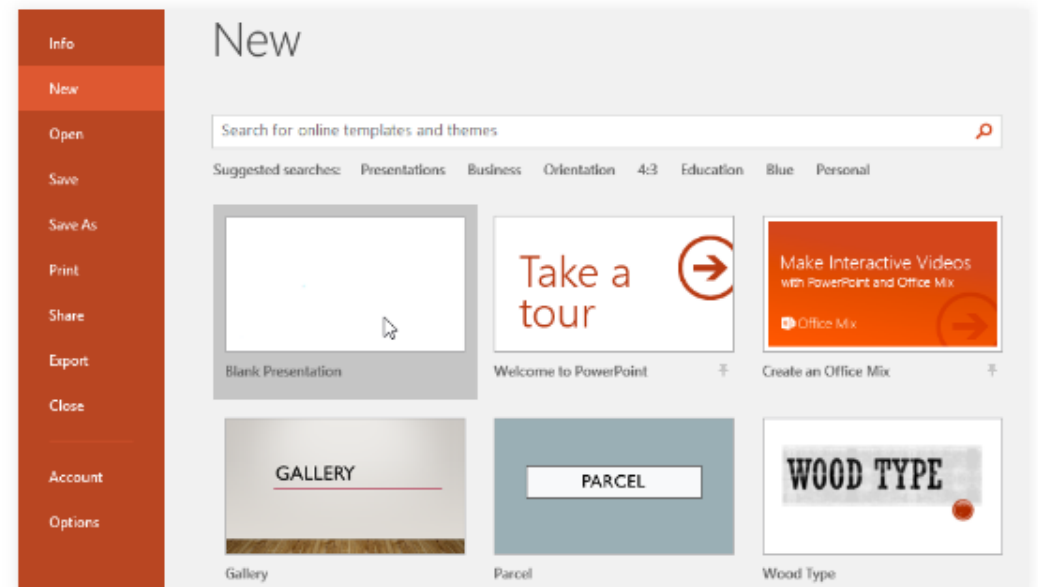 Info
New
Open
Save
Save As
Print
Share
Export
Close
Account
Options
New
Search for online templates and themes
Suggested searches: Presentations Business Orientation 4:3 Education Blue Personal
Blank Presentation
Take a
tour
Welcome to PowerPoint
Make Interactive Videos
with PowerPoint and Office Mix
Office Mix
Create an Office Mix
GALLERY
Gallery
PARCEL
Parcel
WOOD TYPE
Wood Type